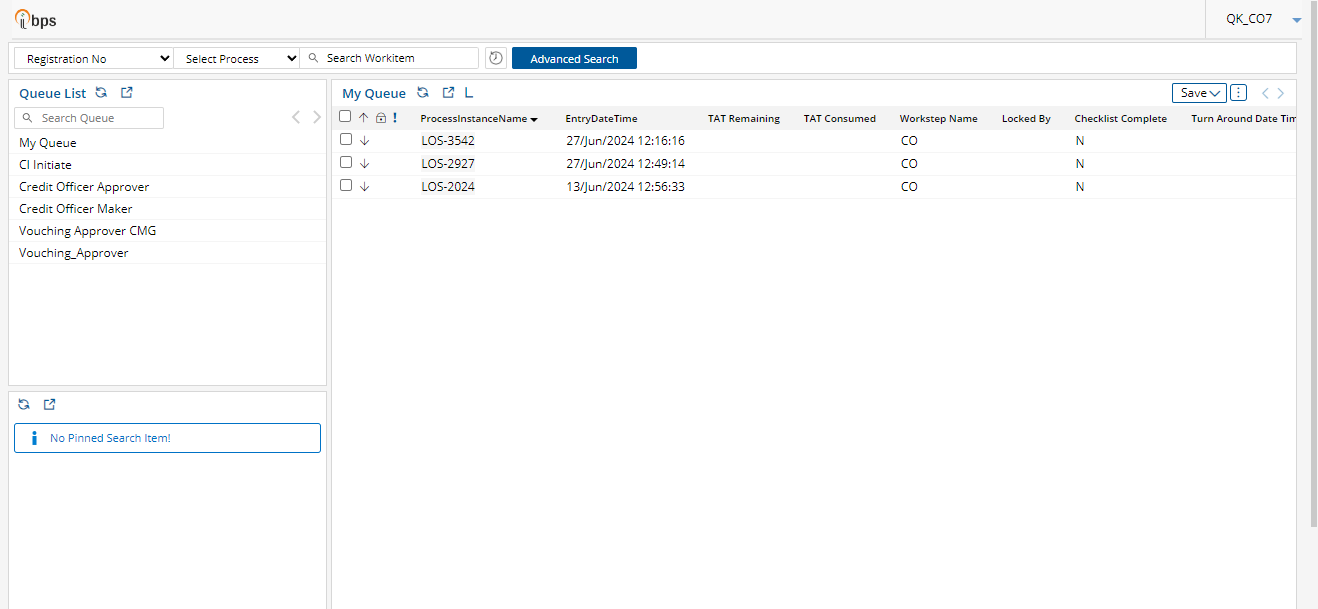 ibps
QK_CO7
Registration No Select Process Search Workitem Advanced Search
Queue List
Search Queue
My Queue
CI Initiate
Credit Officer Approver
Credit Officer Maker
Vouching Approver CMG
Vouching_Approver
No Pinned Search Item!
My Queue L Save
ProcessInstanceName EntryDateTime TAT Remaining TAT Consumed Workstep Name Locked By Checklist Complete Turn Around Date Tim
LOS-3542 27/Jun/2024 12:16:16 CO N
LOS-2927 27/Jun/2024 12:49:14 CO N
LOS-2024 13/Jun/2024 12:56:33 CO N